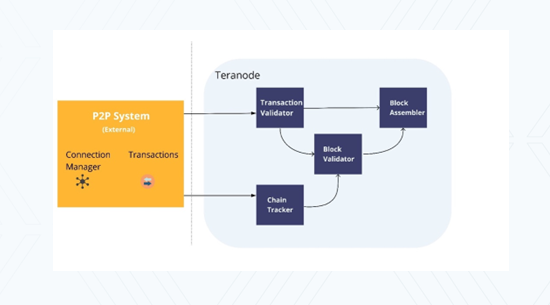 Teranode
P2P System
(External)
Connection
Manager
Transactions
Transaction
Validator
Block
Assembler
Block
Validator
Chain
Tracker